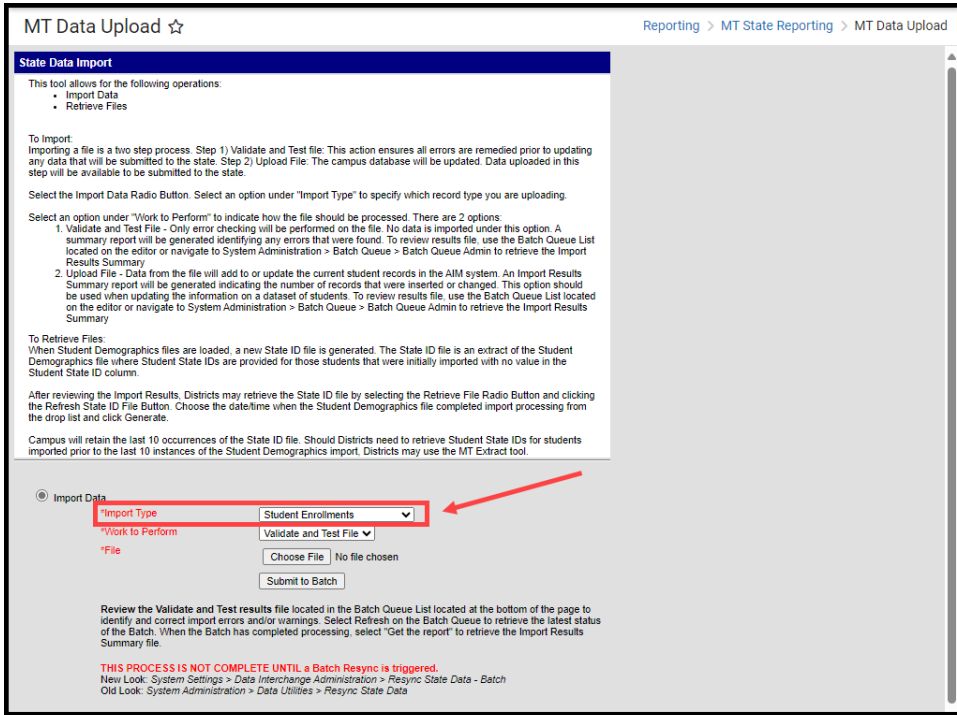 MT Data Upload ☆
Reporting > MT State Reporting > MT Data Upload
State Data Import
This tool allows for the following operations:
• Import Data
• Retrieve Files
To Import:
Importing a file is a two step process. Step 1) Validate and Test file: This action ensures all errors are remedied prior to updating
any data that will be submitted to the state. Step 2) Upload File: The campus database will be updated. Data uploaded in this
step will be available to be submitted to the state.
Select the Import Data Radio Button. Select an option under "Import Type" to specify which record type you are uploading.
Select an option under "Work to Perform" to indicate how the file should be processed. There are 2 options:
1. Validate and Test File - Only error checking will be performed on the file. No data is imported under this option. A
summary report will be generated identifying any errors that were found. To review results file, use the Batch Queue List
located on the editor or navigate to System Administration > Batch Queue > Batch Queue Admin to retrieve the Import
Results Summary
2. Upload File - Data from the file will add to or update the current student records in the AIM system. An Import Results
Summary report will be generated indicating the number of records that were inserted or changed. This option should
be used when updating the information on a dataset of students. To review results file, use the Batch Queue List located
on the editor or navigate to System Administration > Batch Queue > Batch Queue Admin to retrieve the Import Results
Summary
To Retrieve Files:
When Student Demographics files are loaded, a new State ID file is generated. The State ID file is an extract of the Student
Demographics file where Student State IDs are provided for those students that were initially imported with no value in the
Student State ID column.
After reviewing the Import Results, Districts may retrieve the State ID file by selecting the Retrieve File Radio Button and clicking
the Refresh State ID File Button. Choose the date/time when the Student Demographics file completed import processing from
the drop list and click Generate.
Campus will retain the last 10 occurrences of the State ID file. Should Districts need to retrieve Student State IDs for students
imported prior to the last 10 instances of the Student Demographics import, Districts may use the MT Extract tool.
Import Data
*Import Type Student Enrollments
*Work to Perform Validate and Test File
*File Choose File No file chosen
Submit to Batch
Review the Validate and Test results file located in the Batch Queue List located at the bottom of the page to
identify and correct import errors and/or warnings. Select Refresh on the Batch Queue to retrieve the latest status
of the Batch. When the Batch has completed processing, select "Get the report" to retrieve the Import Results
Summary file.
THIS PROCESS IS NOT COMPLETE UNTIL a Batch Resync is triggered.
New Look: System Settings > Data Interchange Administration > Resync State Data - Batch
Old Look: System Administration > Data Utilities > Resync State Data